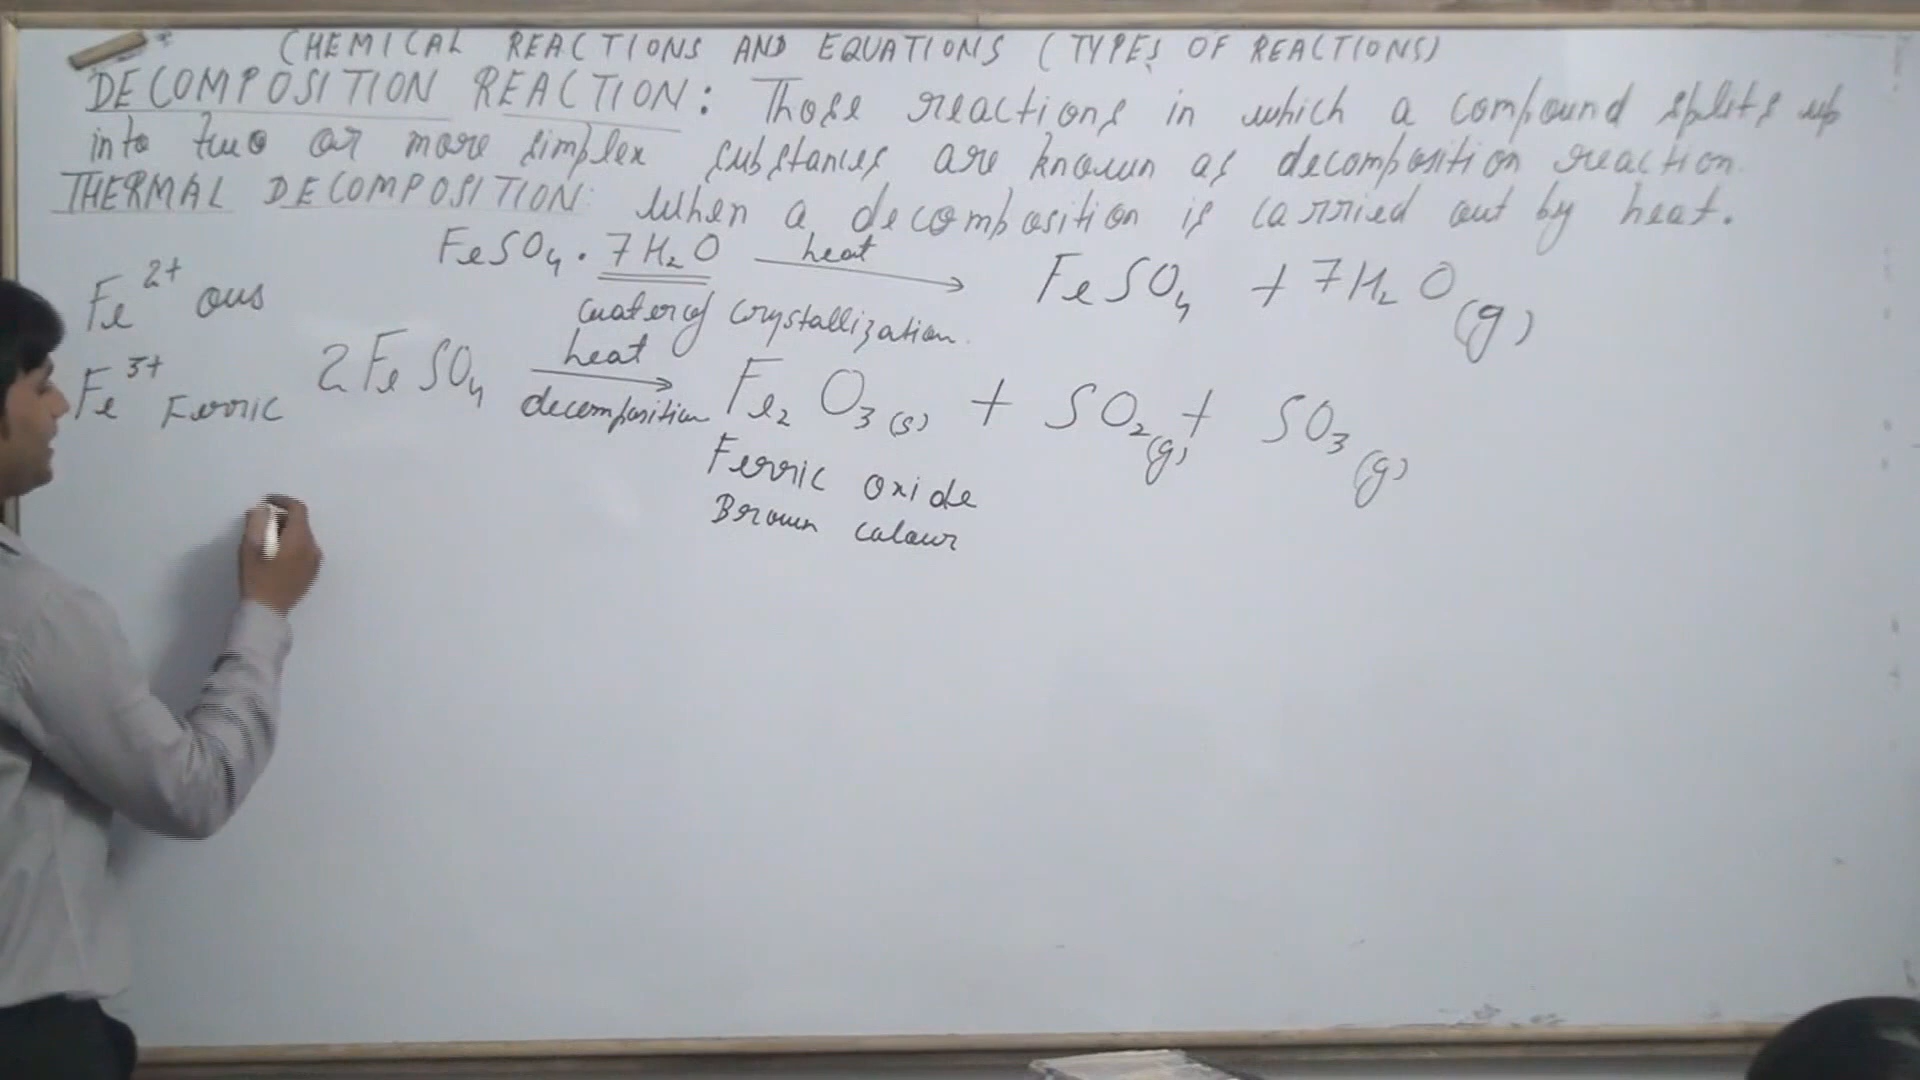 CHEMICAL REACTIONS AND EQUATIONS (TYPES OF REACTIONS)
DECOMPOSITION REACTION: Those reactions in which a compound splits up
into two or more simplex substances are known as decomposition reaction.
THERMAL DECOMPOSITION: When a decomposition is carried out by heat.
FeSO₄ · 7H₂O heat → FeSO₄ + 7H₂O (g)
water of crystallization.
Fe²⁺ ous
Fe³⁺ Ferric
2FeSO₄ heat → decomposition Fe₂O₃ (s) + SO₂ (g) + SO₃ (g)
Ferric oxide
Brown colour